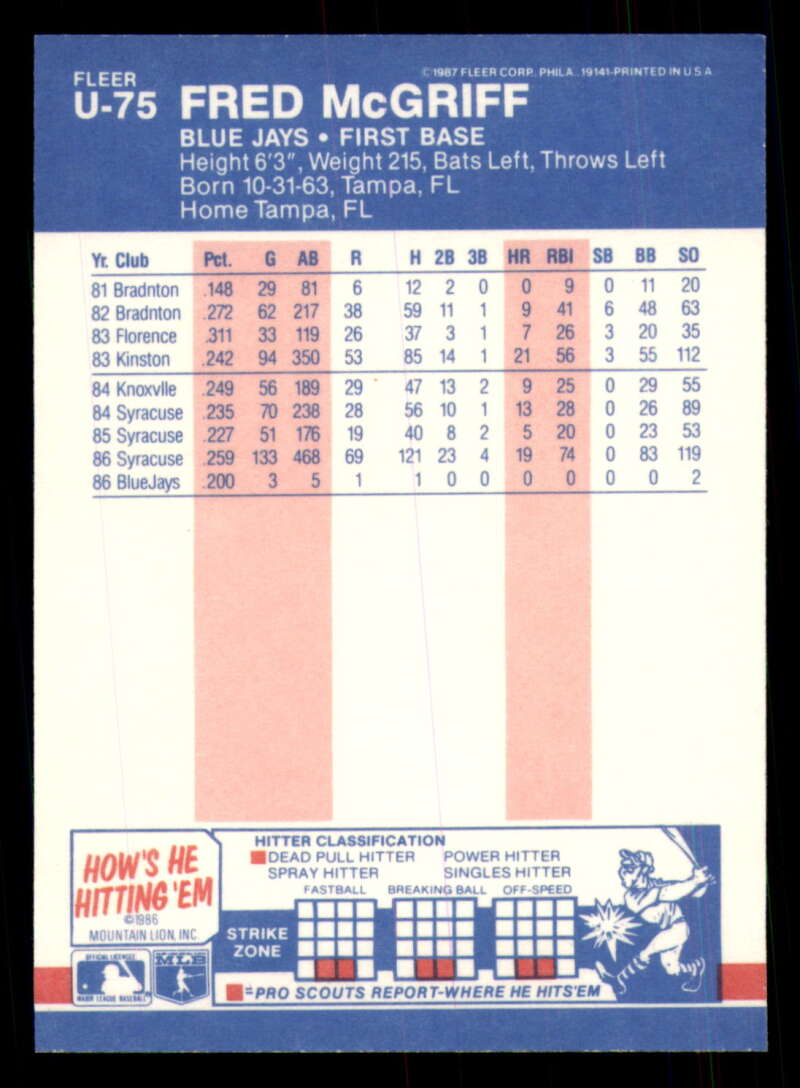 ©1987 FLEER CORP. PHILA. 19141-PRINTED IN U S A
FLEER
U-75 FRED McGRIFF
BLUE JAYS • FIRST BASE
Height 6'3", Weight 215, Bats Left, Throws Left
Born 10-31-63, Tampa, FL
Home Tampa, FL
Yr. Club Pct. G AB R H 2B 3B HR RBI SB BB SO
81 Bradnton .148 29 81 6 12 2 0 0 9 0 11 20
82 Bradnton .272 62 217 38 59 11 1 9 41 6 48 63
83 Florence .311 33 119 26 37 3 1 7 26 3 20 35
83 Kinston .242 94 350 53 85 14 1 21 56 3 55 112
84 Knoxvlle .249 56 189 29 47 13 2 9 25 0 29 55
84 Syracuse .235 70 238 28 56 10 1 13 28 0 26 89
85 Syracuse .227 51 176 19 40 8 2 5 20 0 23 53
86 Syracuse .259 133 468 69 121 23 4 19 74 0 83 119
86 BlueJays .200 3 5 1 1 0 0 0 0 0 0 2
HOW'S HE
HITTING 'EM
©1986
MOUNTAIN LION, INC.
OFFICIAL LICENSEE
MAJOR LEAGUE BASEBALL
MLB
HITTER CLASSIFICATION
DEAD PULL HITTER POWER HITTER
SPRAY HITTER SINGLES HITTER
FASTBALL BREAKING BALL OFF-SPEED
STRIKE
ZONE
=PRO SCOUTS REPORT-WHERE HE HITS'EM